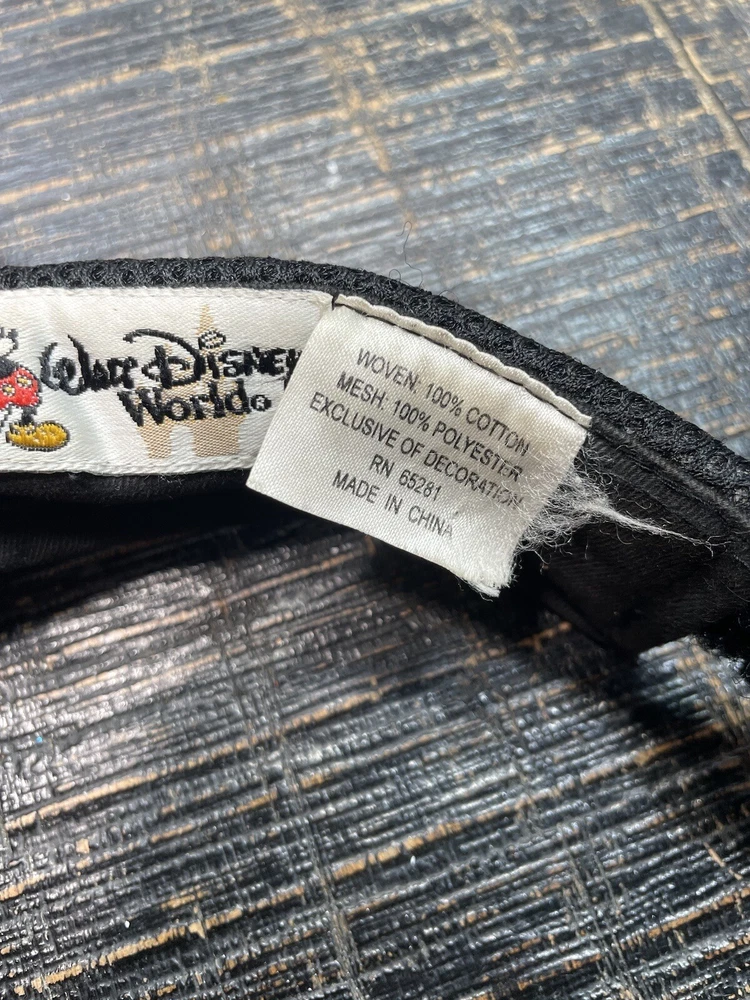 Walt Disney
World®
WOVEN: 100% COTTON
MESH: 100% POLYESTER
EXCLUSIVE OF DECORATION
RN 65281
MADE IN CHINA